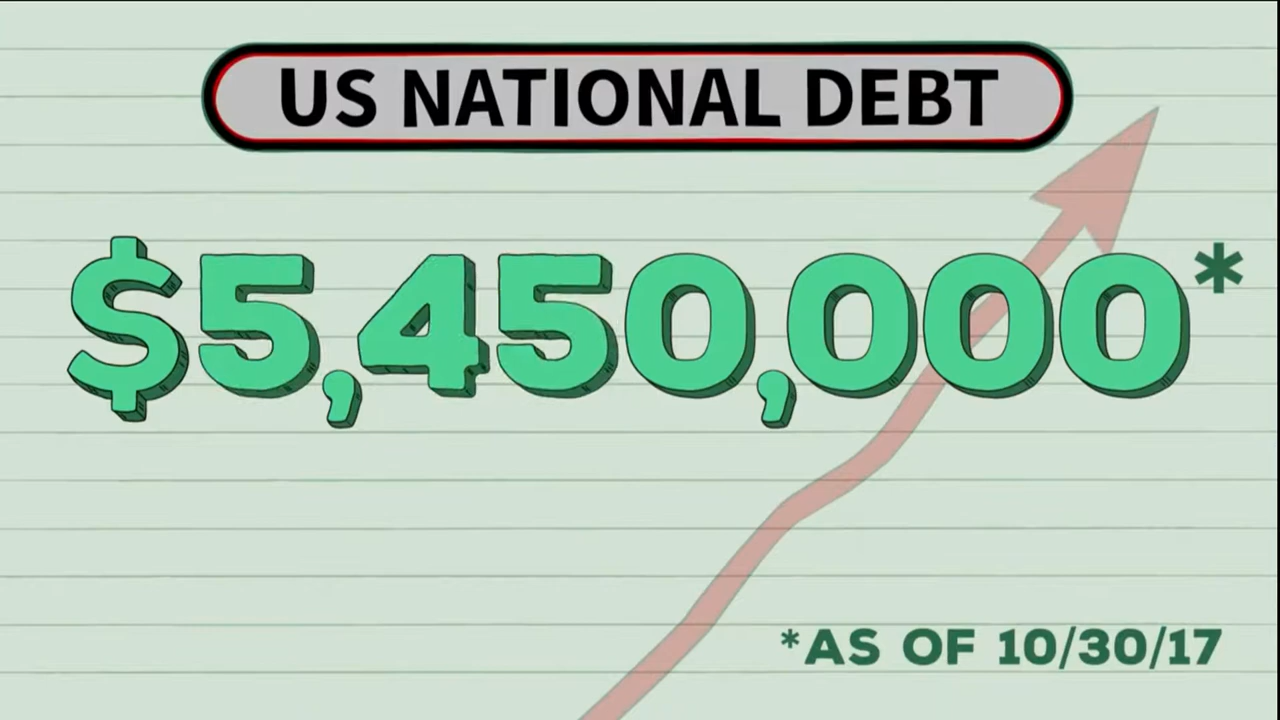 US NATIONAL DEBT
$5,450,000*
*AS OF 10/30/17